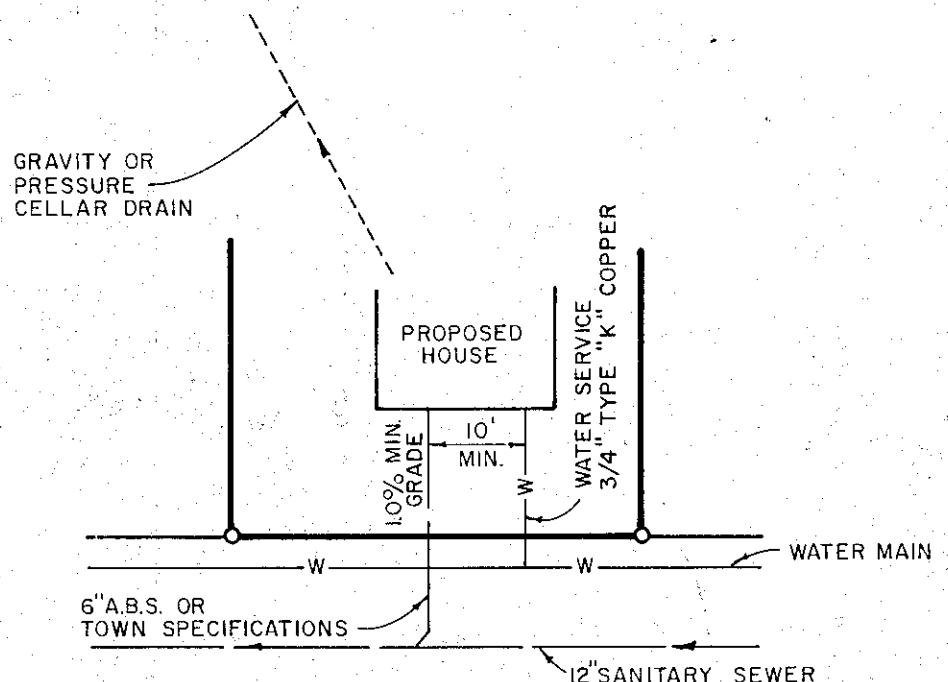 GRAVITY OR
PRESSURE
CELLAR DRAIN
PROPOSED
HOUSE
WATER SERVICE
3/4" TYPE "K" COPPER
1.0% MIN.
GRADE
10'
MIN.
W
W
W
WATER MAIN
6" A.B.S. OR
TOWN SPECIFICATIONS
12" SANITARY SEWER